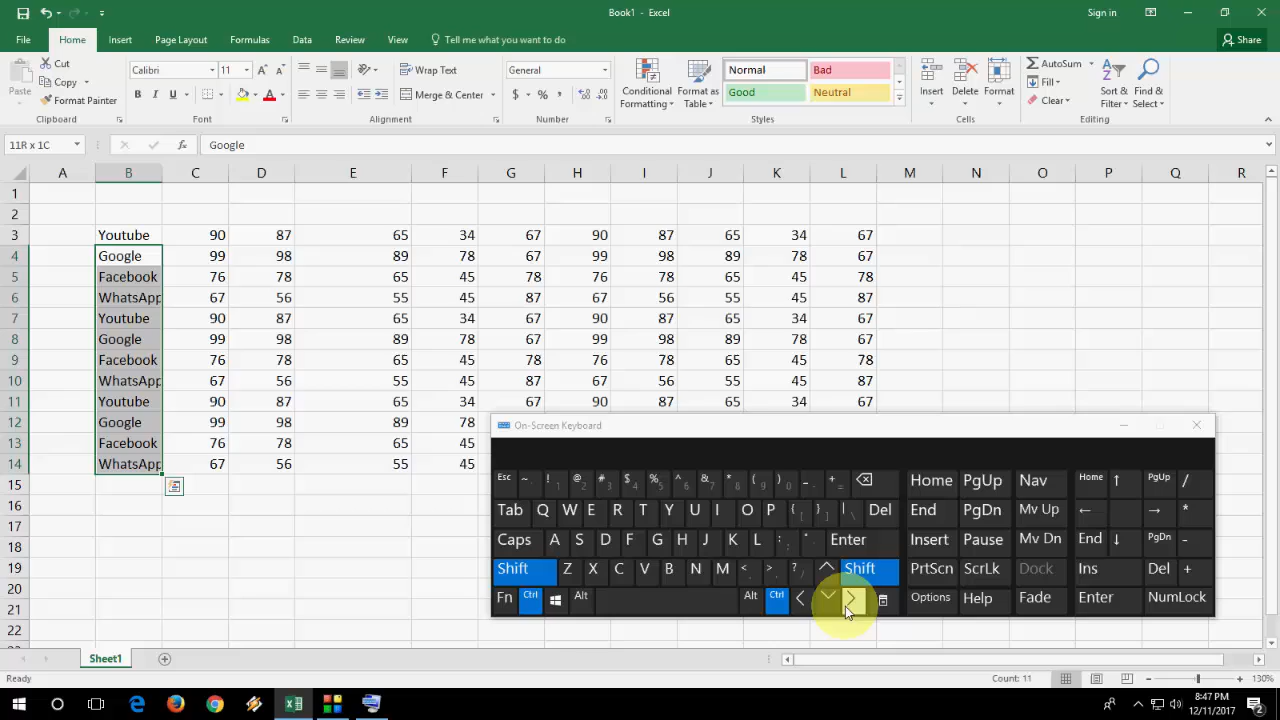 Book1 - Excel
Sign in
File Home Insert Page Layout Formulas Data Review View Tell me what you want to do Share
Paste
Cut
Copy
Format Painter
Clipboard
Calibri 11
B I U
Font
Wrap Text
Merge & Center
Alignment
General
$ % ,
Number
Conditional Formatting
Format as Table
Normal Bad
Good Neutral
Styles
Insert Delete Format
Cells
AutoSum
Fill
Clear
Sort & Filter
Find & Select
Editing
11R x 1C fx Google
A B C D E F G H I J K L M N O P Q R
1
2
3 Youtube 90 87 65 34 67 90 87 65 34 67
4 Google 99 98 89 78 67 99 98 89 78 67
5 Facebook 76 78 65 45 78 76 78 65 45 78
6 WhatsApp 67 56 55 45 87 67 56 55 45 87
7 Youtube 90 87 65 34 67 90 87 65 34 67
8 Google 99 98 89 78 67 99 98 89 78 67
9 Facebook 76 78 65 45 78 76 78 65 45 78
10 WhatsApp 67 56 55 45 87 67 56 55 45 87
11 Youtube 90 87 65 34 67 90 87 65 34 67
12 Google 99 98 89 78
13 Facebook 76 78 65 45
14 WhatsApp 67 56 55 45
15
16
17
18
19
20
21
22
On-Screen Keyboard
Esc ~ ` ! 1 @ 2 # 3 $ 4 % 5 ^ 6 & 7 * 8 ( 9 ) 0 _ - + = Home PgUp Nav Home ↑ PgUp /
Tab Q W E R T Y U I O P { [ } ] | \ Del End PgDn Mv Up ← → *
Caps A S D F G H J K L : ; " ' Enter Insert Pause Mv Dn End ↓ PgDn -
Shift Z X C V B N M < , > . ? / Shift PrtScn ScrLk Dock Ins Del +
Fn Ctrl Alt Alt Ctrl Options Help Fade Enter NumLock
Sheet1
Ready Count: 11 130%
8:47 PM
12/11/2017
2